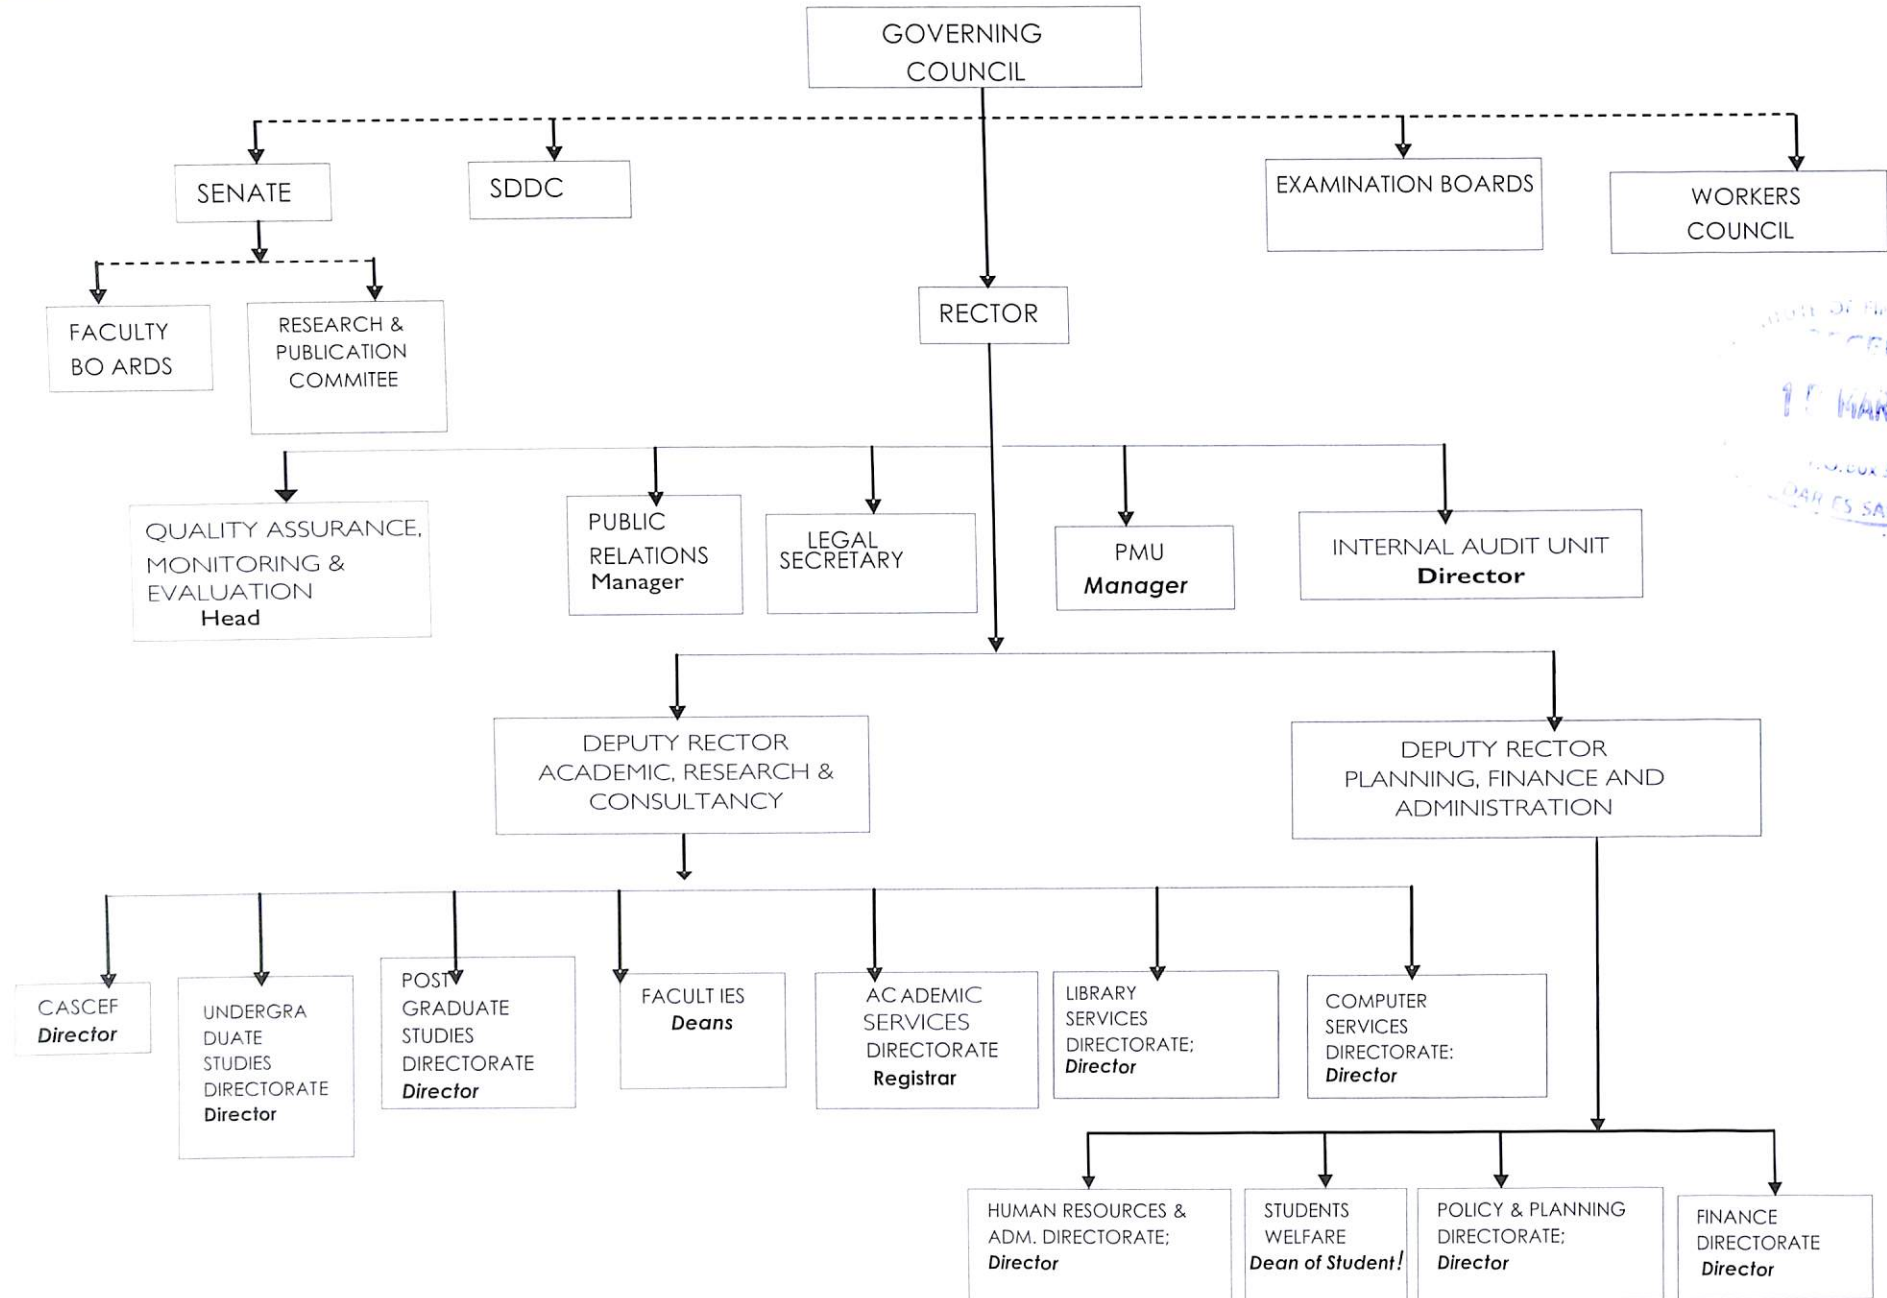 GOVERNING
COUNCIL
SENATE
SDDC
EXAMINATION BOARDS
WORKERS
COUNCIL
FACULTY
BO ARDS
RESEARCH &
PUBLICATION
COMMITEE
RECTOR
QUALITY ASSURANCE,
MONITORING &
EVALUATION
Head
PUBLIC
RELATIONS
Manager
LEGAL
SECRETARY
PMU
Manager
INTERNAL AUDIT UNIT
Director
DEPUTY RECTOR
ACADEMIC, RESEARCH &
CONSULTANCY
DEPUTY RECTOR
PLANNING, FINANCE AND
ADMINISTRATION
CASCEF
Director
UNDERGRA
DUATE
STUDIES
DIRECTORATE
Director
POST
GRADUATE
STUDIES
DIRECTORATE
Director
FACULT IES
Deans
AC ADEMIC
SERVICES
DIRECTORATE
Registrar
LIBRARY
SERVICES
DIRECTORATE;
Director
COMPUTER
SERVICES
DIRECTORATE:
Director
HUMAN RESOURCES &
ADM. DIRECTORATE;
Director
STUDENTS
WELFARE
Dean of Student!
POLICY & PLANNING
DIRECTORATE;
Director
FINANCE
DIRECTORATE
Director
MAR
DAR ES SA